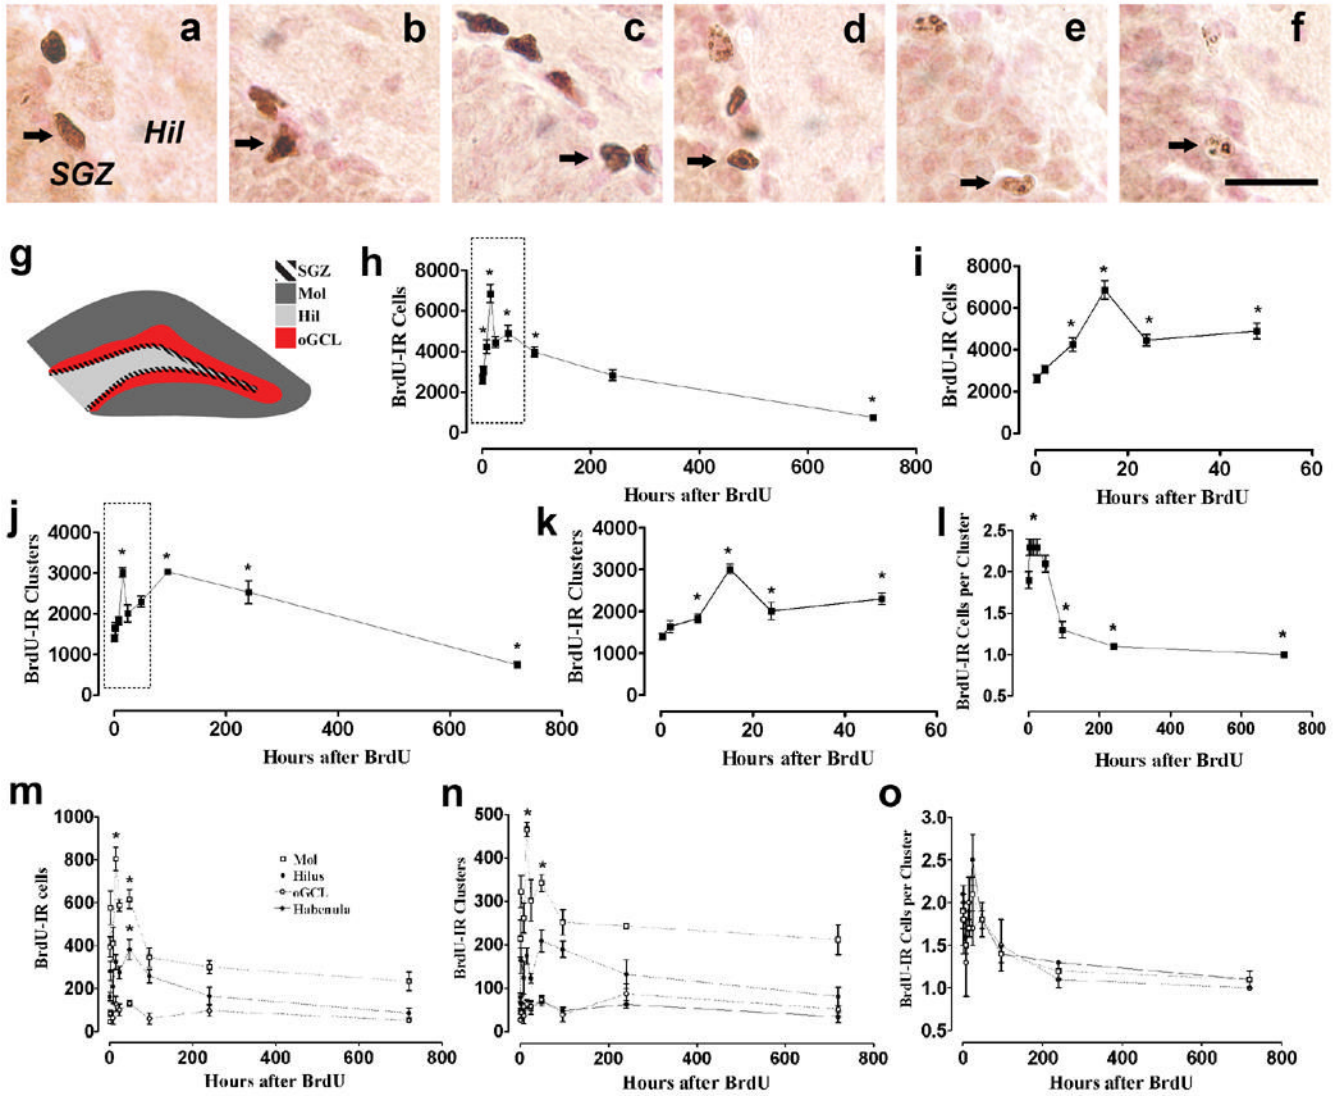 a b c d e f
Hil
SGZ
g
SGZ
Mol
Hil
oGCL
h
BrdU-IR Cells
8000
6000
4000
2000
0
* * * * *
0 200 400 600 800
Hours after BrdU
i
BrdU-IR Cells
8000
6000
4000
2000
0
* * * *
0 20 40 60
Hours after BrdU
j
BrdU-IR Clusters
4000
3000
2000
1000
0
* * * *
0 200 400 600 800
Hours after BrdU
k
BrdU-IR Clusters
4000
3000
2000
1000
0
* * * *
0 20 40 60
Hours after BrdU
l
BrdU-IR Cells per Cluster
2.5
2.0
1.5
1.0
0.5
* * * *
0 200 400 600 800
Hours after BrdU
m
BrdU-IR cells
1000
800
600
400
200
0
* * *
Mol
Hilus
oGCL
Habenula
0 200 400 600 800
Hours after BrdU
n
BrdU-IR Clusters
500
400
300
200
100
0
* *
0 200 400 600 800
Hours after BrdU
o
BrdU-IR Cells per Cluster
3.0
2.5
2.0
1.5
1.0
0.5
0 200 400 600 800
Hours after BrdU